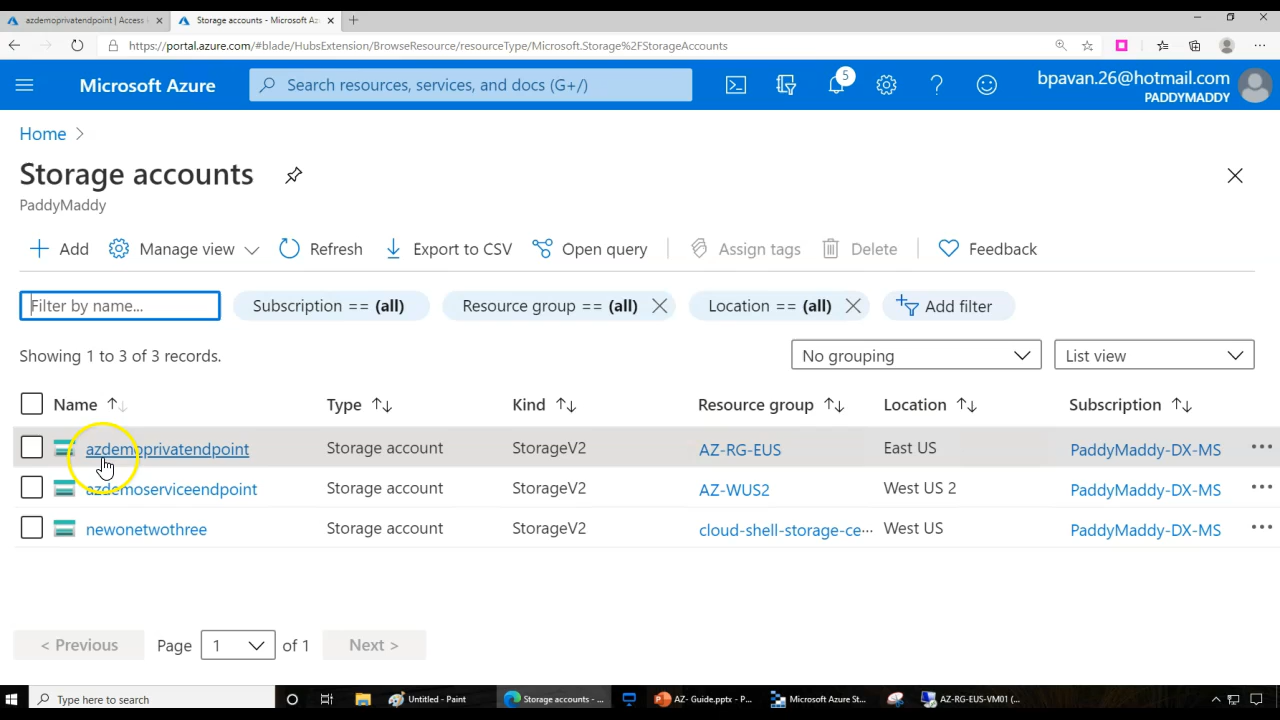 azdemoprivatendpoint | Access
Storage accounts - Microsoft Az
https://portal.azure.com/#blade/HubsExtension/BrowseResource/resourceType/Microsoft.Storage%2FStorageAccounts
Microsoft Azure
Search resources, services, and docs (G+/)
5
bpavan.26@hotmail.com
PADDYMADDY
Home
Storage accounts
PaddyMaddy
Add
Manage view
Refresh
Export to CSV
Open query
Assign tags
Delete
Feedback
Filter by name...
Subscription == (all)
Resource group == (all)
Location == (all)
Add filter
Showing 1 to 3 of 3 records.
No grouping
List view
Name Type Kind Resource group Location Subscription
azdemoprivatendpoint Storage account StorageV2 AZ-RG-EUS East US PaddyMaddy-DX-MS
azdemoserviceendpoint Storage account StorageV2 AZ-WUS2 West US 2 PaddyMaddy-DX-MS
newonetwothree Storage account StorageV2 cloud-shell-storage-ce··· West US PaddyMaddy-DX-MS
< Previous Page 1 of 1 Next >
Type here to search
Untitled - Paint
Storage accounts - ...
AZ- Guide.pptx - P...
Microsoft Azure St...
AZ-RG-EUS-VM01 (...